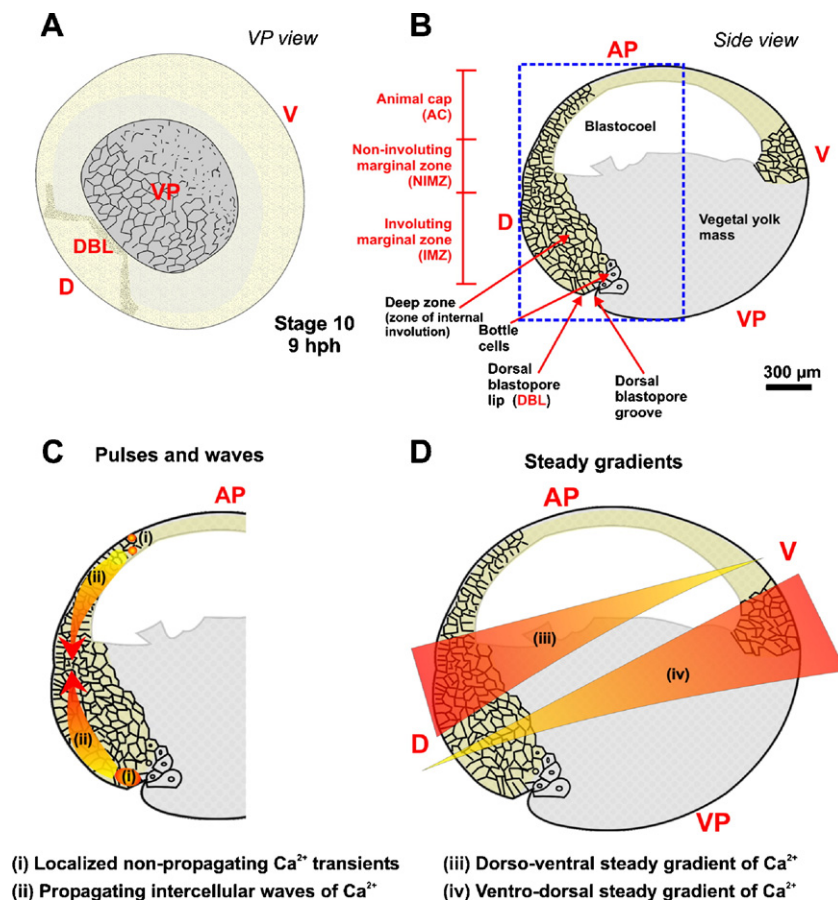 A
VP view
V
VP
DBL
D
Stage 10
9 hph
B
AP
Side view
Animal cap
(AC)
Non-involuting
marginal zone
(NIMZ)
Involuting
marginal zone
(IMZ)
Blastocoel
V
D
Vegetal yolk
mass
Deep zone
(zone of internal
involution)
Bottle
cells
VP
Dorsal
blastopore
lip (DBL)
Dorsal
blastopore
groove
300 µm
C
Pulses and waves
AP
(i)
(ii)
(ii)
(i)
D
Steady gradients
AP
V
(iii)
(iv)
D
VP
(i) Localized non-propagating Ca²⁺ transients
(ii) Propagating intercellular waves of Ca²⁺
(iii) Dorso-ventral steady gradient of Ca²⁺
(iv) Ventro-dorsal steady gradient of Ca²⁺